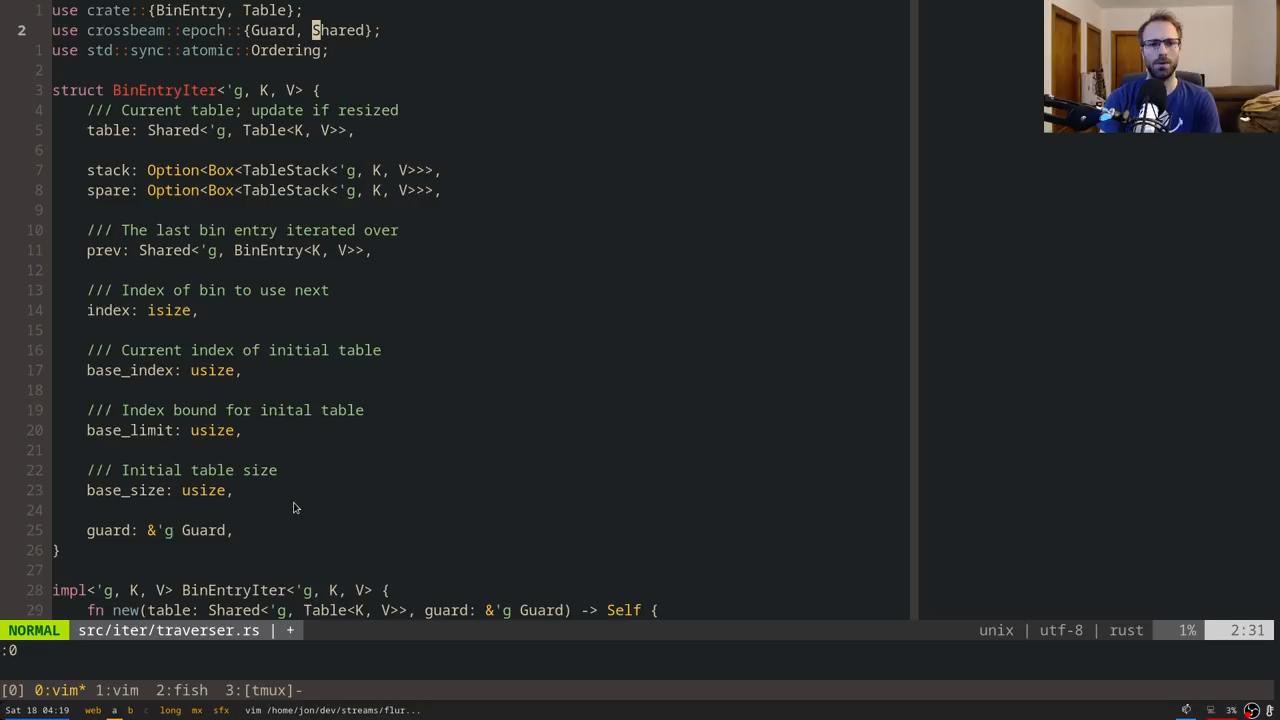 1 use crate::{BinEntry, Table};
2 use crossbeam::epoch::{Guard, Shared};
1 use std::sync::atomic::Ordering;
2
3 struct BinEntryIter<'g, K, V> {
4 /// Current table; update if resized
5 table: Shared<'g, Table<K, V>>,
6
7 stack: Option<Box<TableStack<'g, K, V>>>,
8 spare: Option<Box<TableStack<'g, K, V>>>,
9
10 /// The last bin entry iterated over
11 prev: Shared<'g, BinEntry<K, V>>,
12
13 /// Index of bin to use next
14 index: isize,
15
16 /// Current index of initial table
17 base_index: usize,
18
19 /// Index bound for inital table
20 base_limit: usize,
21
22 /// Initial table size
23 base_size: usize,
24
25 guard: &'g Guard,
26 }
27
28 impl<'g, K, V> BinEntryIter<'g, K, V> {
29 fn new(table: Shared<'g, Table<K, V>>, guard: &'g Guard) -> Self {
NORMAL src/iter/traverser.rs | + unix | utf-8 | rust 1% 2:31
:0
[0] 0:vim* 1:vim 2:fish 3:[tmux]-
Sat 18 04:19 web a b c long mx sfx vim /home/jon/dev/streams/flur... 3%